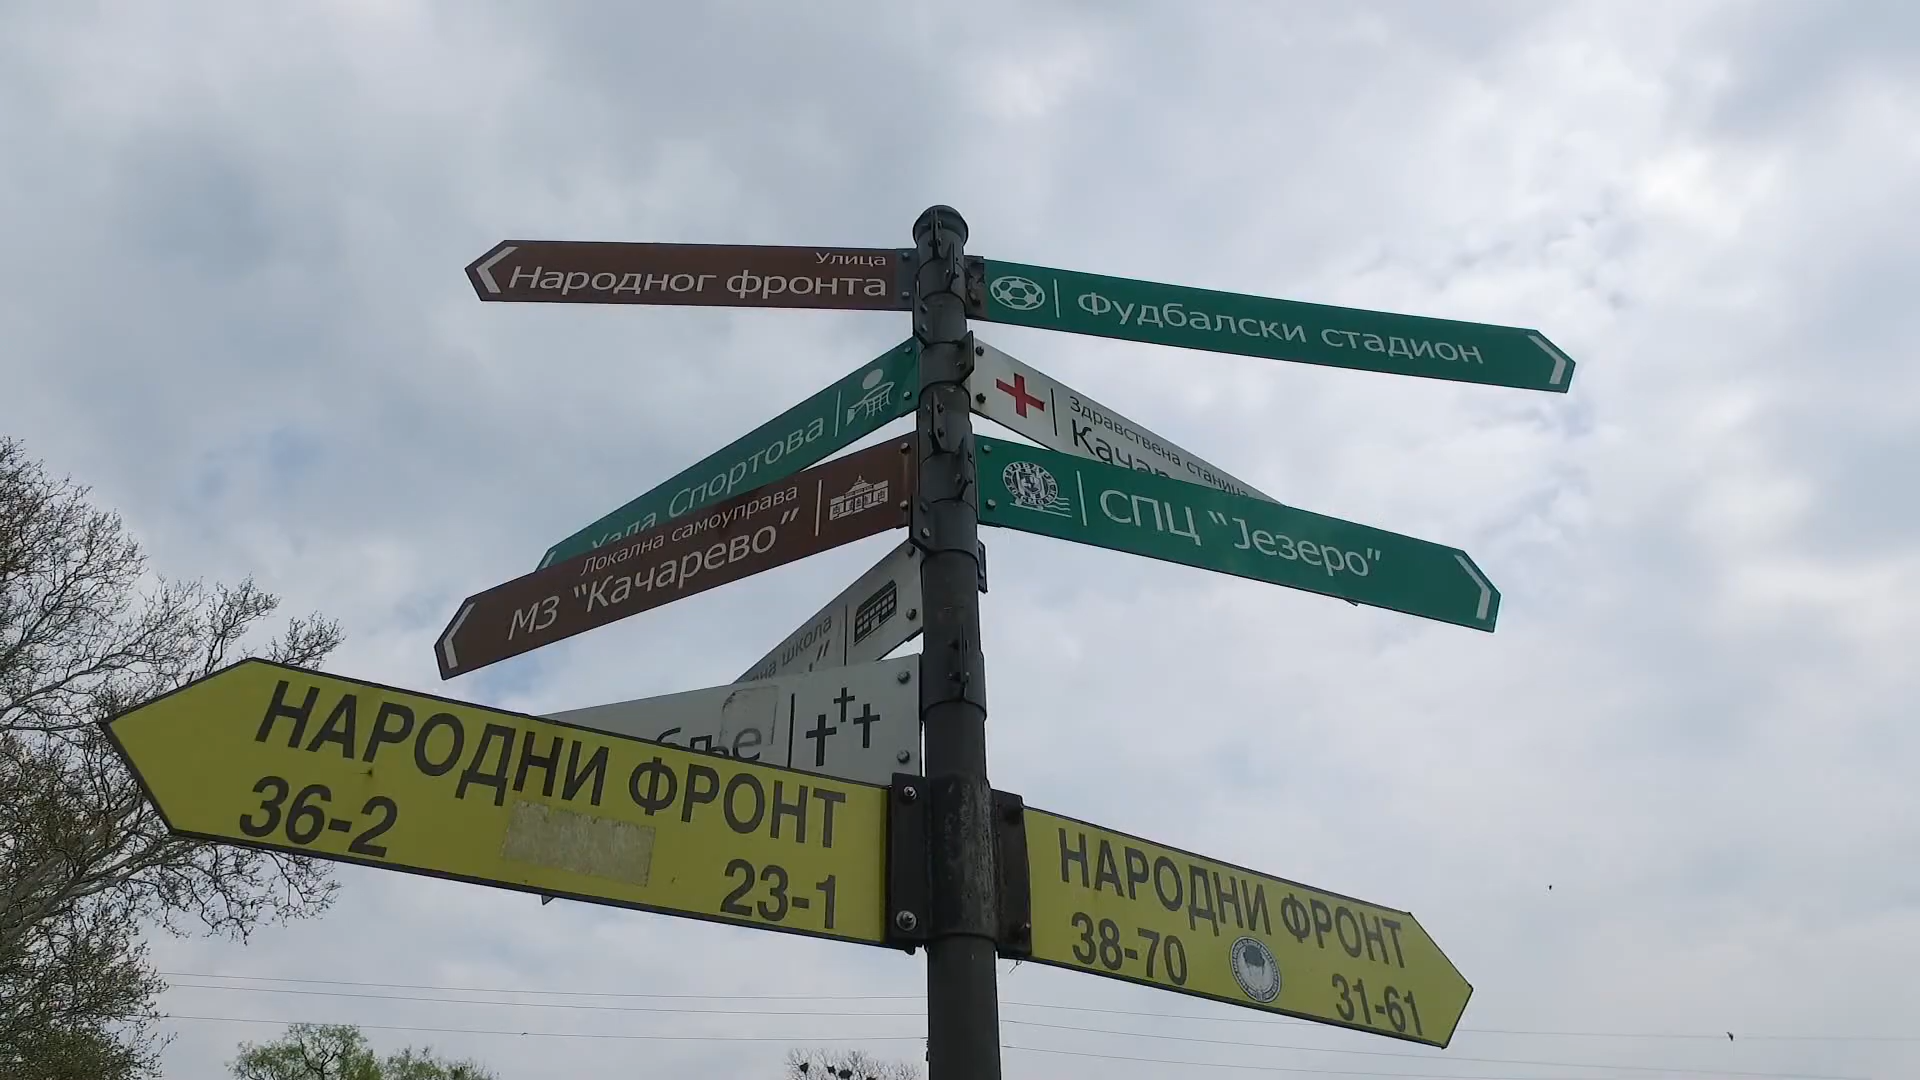 Улица
Народног фронта
Фудбалски стадион
Хала Спортова
Здравствена станица
Локална самоуправа
МЗ "Качарево"
СПЦ "Језеро"
школа
НАРОДНИ ФРОНТ
36-2 23-1
НАРОДНИ ФРОНТ
38-70 31-61